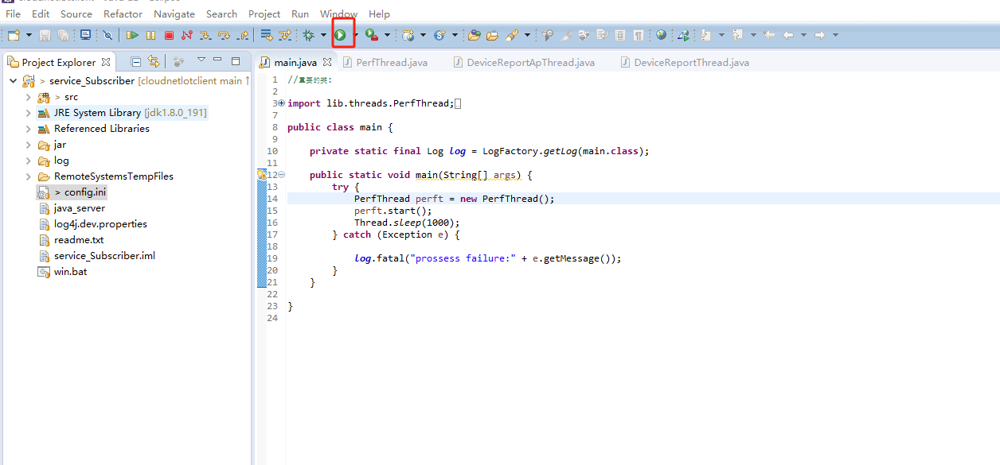 File Edit Source Refactor Navigate Search Project Run Window Help
Project Explorer
main.java PerfThread.java DeviceReportApThread.java DeviceReportThread.java
> service_Subscriber [cloudnetlotclient main ↑
> src
JRE System Library [jdk1.8.0_191]
Referenced Libraries
jar
log
RemoteSystemsTempFiles
> config.ini
java_server
log4j.dev.properties
readme.txt
service_Subscriber.iml
win.bat
1 //重要的类:
2
3 import lib.threads.PerfThread;
7
8 public class main {
9
10 private static final Log log = LogFactory.getLog(main.class);
11
12 public static void main(String[] args) {
13 try {
14 PerfThread perft = new PerfThread();
15 perft.start();
16 Thread.sleep(1000);
17 } catch (Exception e) {
18
19 log.fatal("prossess failure:" + e.getMessage());
20 }
21 }
22
23 }
24